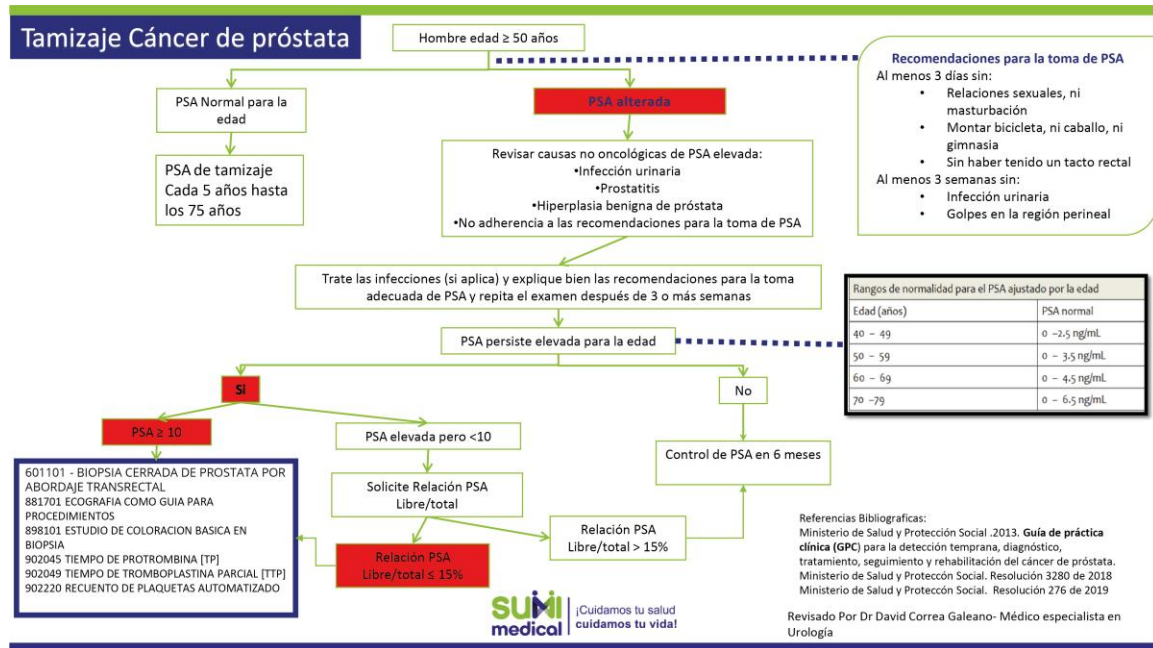 Tamizaje Cáncer de próstata
Hombre edad ≥ 50 años
PSA Normal para la
edad
PSA alterada
PSA de tamizaje
Cada 5 años hasta
los 75 años
Revisar causas no oncológicas de PSA elevada:
•Infección urinaria
•Prostatitis
•Hiperplasia benigna de próstata
•No adherencia a las recomendaciones para la toma de PSA
Recomendaciones para la toma de PSA
Al menos 3 días sin:
• Relaciones sexuales, ni
masturbación
• Montar bicicleta, ni caballo, ni
gimnasia
• Sin haber tenido un tacto rectal
Al menos 3 semanas sin:
• Infección urinaria
• Golpes en la región perineal
Trate las infecciones (si aplica) y explique bien las recomendaciones para la toma
adecuada de PSA y repita el examen después de 3 o más semanas
PSA persiste elevada para la edad
Rangos de normalidad para el PSA ajustado por la edad
Edad (años) PSA normal
40 – 49 0 –2.5 ng/mL
50 – 59 0 – 3.5 ng/mL
60 – 69 0 – 4.5 ng/mL
70 –79 0 – 6.5 ng/mL
Si
No
PSA ≥ 10
PSA elevada pero <10
Control de PSA en 6 meses
601101 - BIOPSIA CERRADA DE PROSTATA POR
ABORDAJE TRANSRECTAL
881701 ECOGRAFIA COMO GUIA PARA
PROCEDIMIENTOS
898101 ESTUDIO DE COLORACION BASICA EN
BIOPSIA
902045 TIEMPO DE PROTROMBINA [TP]
902049 TIEMPO DE TROMBOPLASTINA PARCIAL [TTP]
902220 RECUENTO DE PLAQUETAS AUTOMATIZADO
Solicite Relación PSA
Libre/total
Relación PSA
Libre/total > 15%
Relación PSA
Libre/total ≤ 15%
Referencias Bibliograficas:
Ministerio de Salud y Protección Social .2013. Guía de práctica
clínica (GPC) para la detección temprana, diagnóstico,
tratamiento, seguimiento y rehabilitación del cáncer de próstata.
Ministerio de Salud y Proteccón Social. Resolución 3280 de 2018
Ministerio de Salud y Proteccón Social.  Resolución 276 de 2019
Revisado Por Dr David Correa Galeano- Médico especialista en
Urología
SUMI
medical
¡Cuidamos tu salud
cuidamos tu vida!